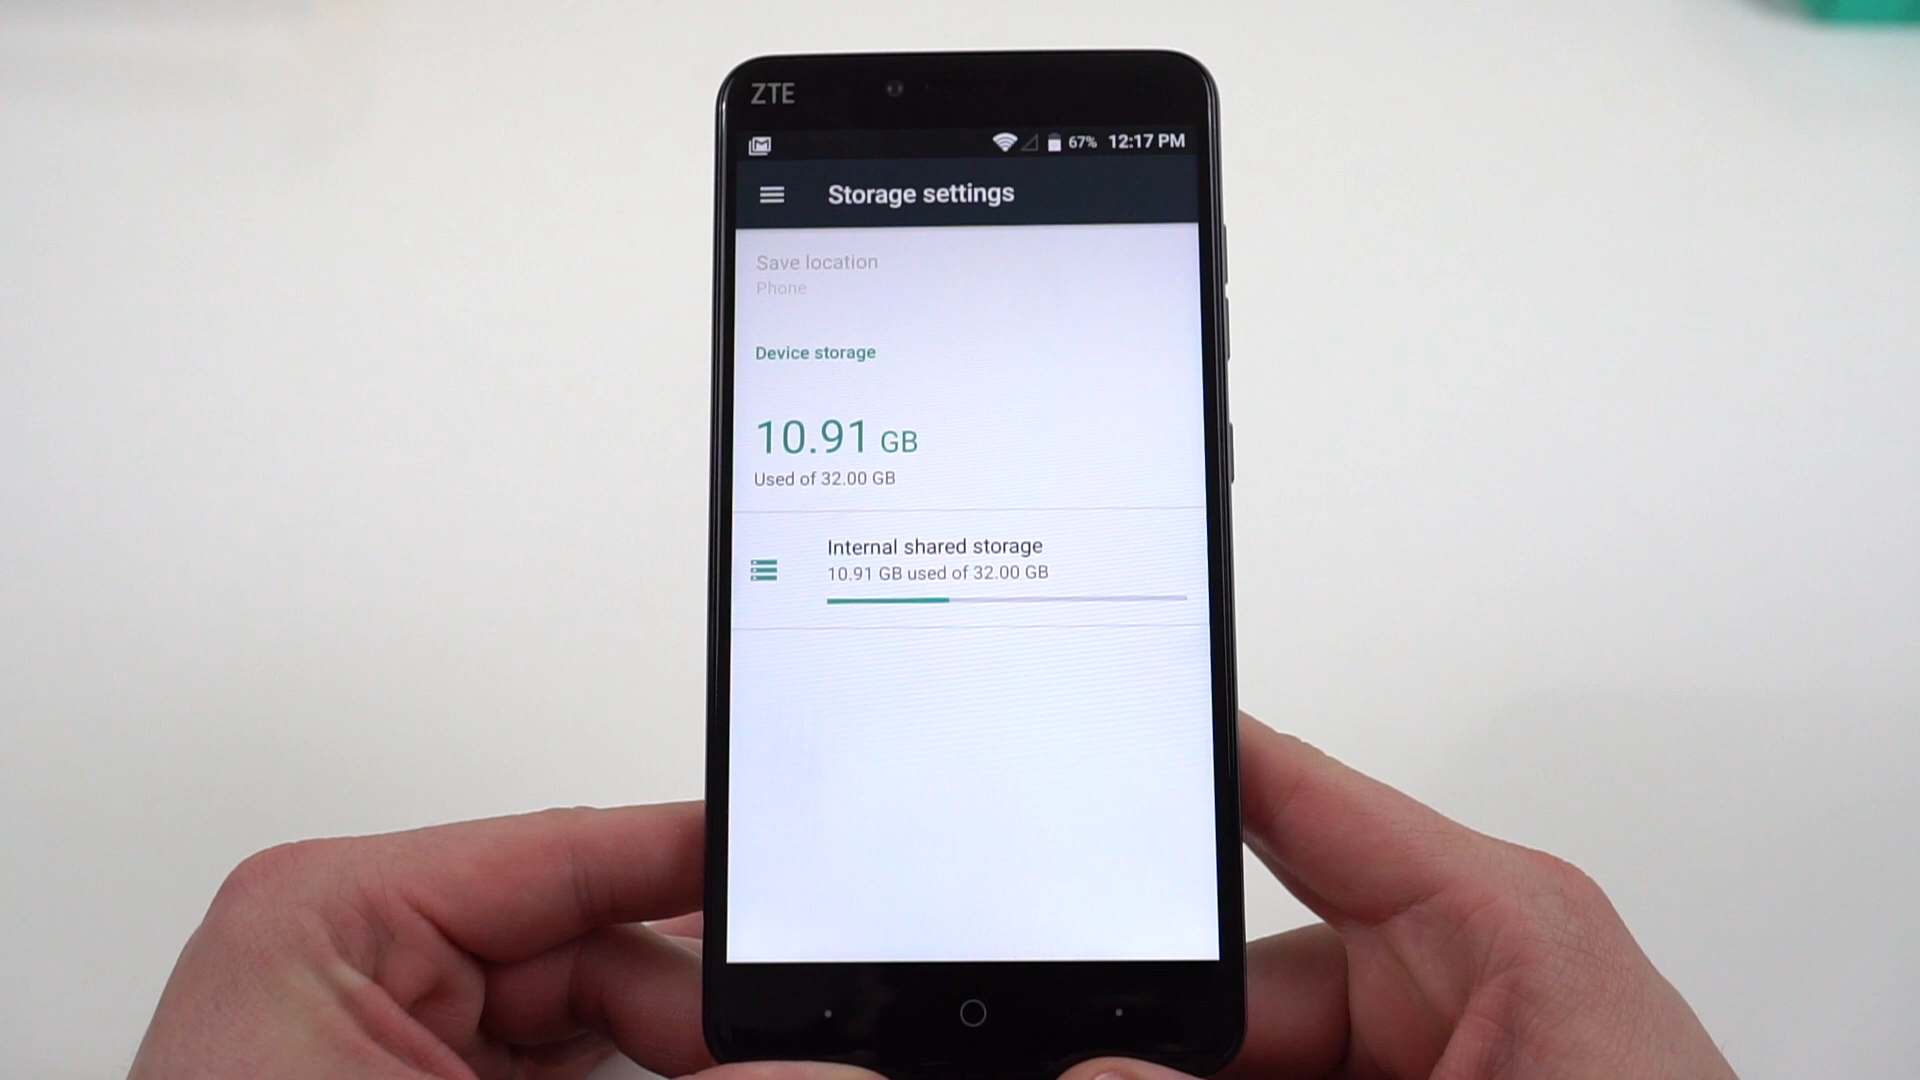 ZTE
67% 12:17 PM
Storage settings
Save location
Phone
Device storage
10.91 GB
Used of 32.00 GB
Internal shared storage
10.91 GB used of 32.00 GB